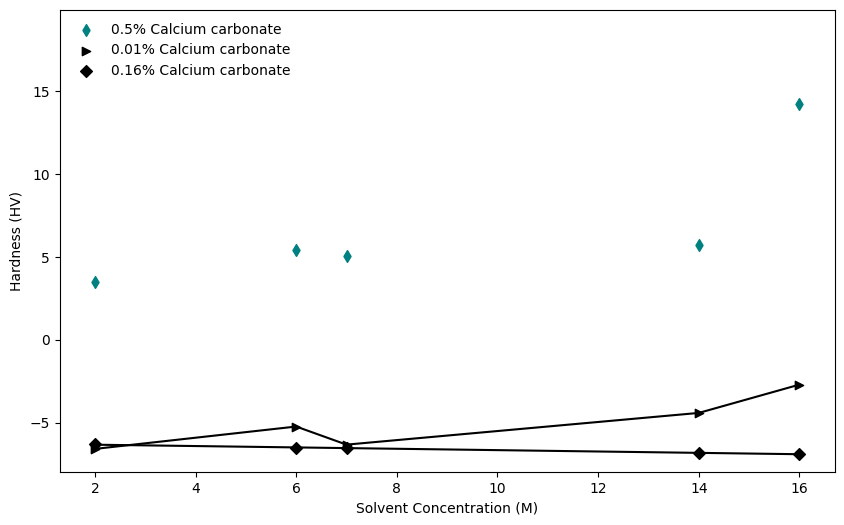 0.5% Calcium carbonate
0.01% Calcium carbonate
0.16% Calcium carbonate
15
10
5
0
−5
Hardness (HV)
2 4 6 8 10 12 14 16
Solvent Concentration (M)